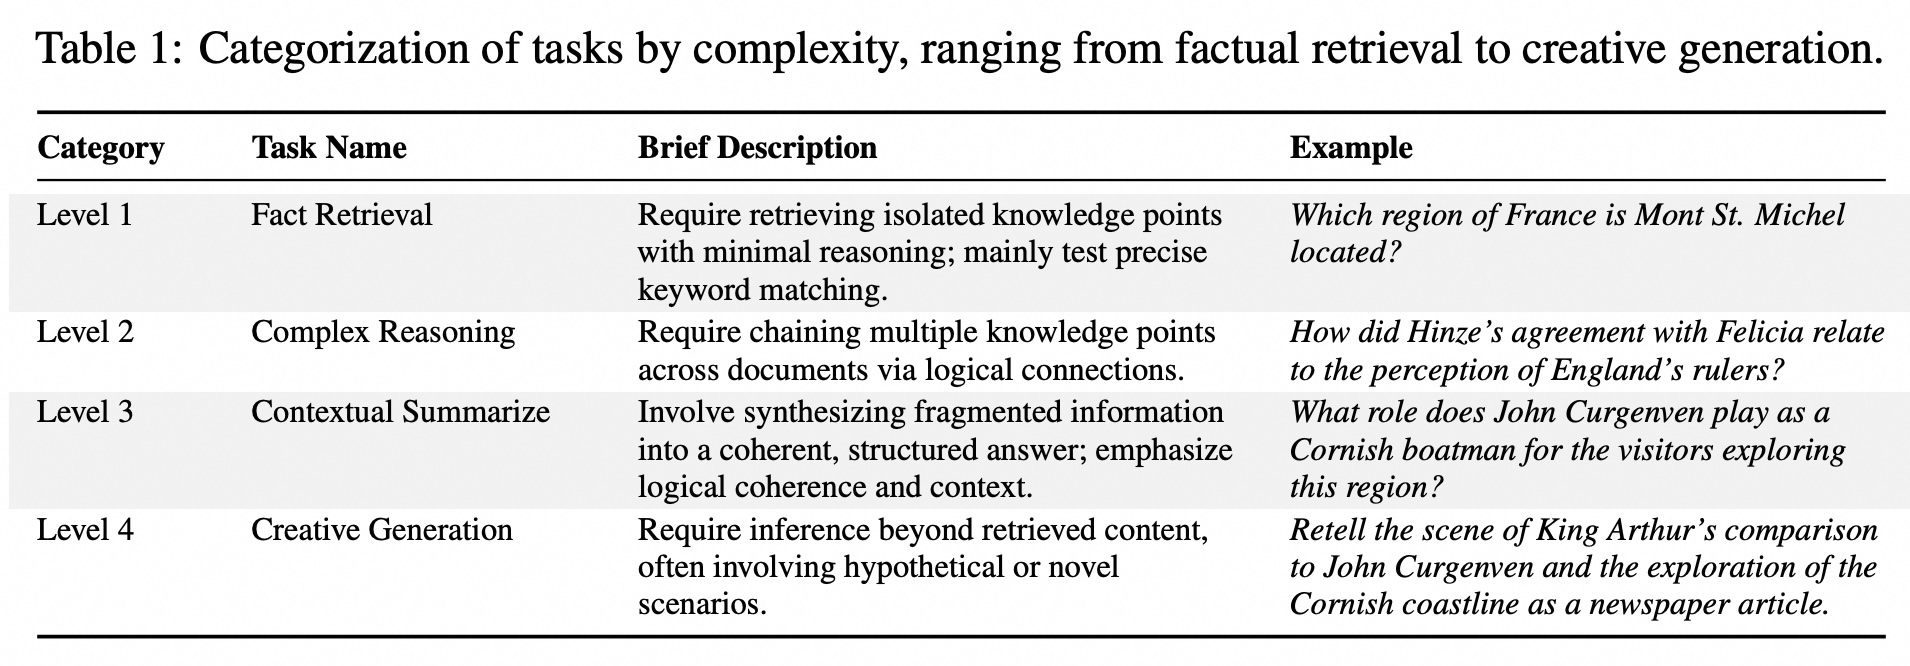 Table 1: Categorization of tasks by complexity, ranging from factual retrieval to creative generation.
Category Task Name Brief Description Example
Level 1 Fact Retrieval Require retrieving isolated knowledge points Which region of France is Mont St. Michel
with minimal reasoning; mainly test precise located?
keyword matching.
Level 2 Complex Reasoning Require chaining multiple knowledge points How did Hinze’s agreement with Felicia relate
across documents via logical connections. to the perception of England’s rulers?
Level 3 Contextual Summarize Involve synthesizing fragmented information What role does John Curgenven play as a
into a coherent, structured answer; emphasize Cornish boatman for the visitors exploring
logical coherence and context. this region?
Level 4 Creative Generation Require inference beyond retrieved content, Retell the scene of King Arthur’s comparison
often involving hypothetical or novel to John Curgenven and the exploration of the
scenarios. Cornish coastline as a newspaper article.